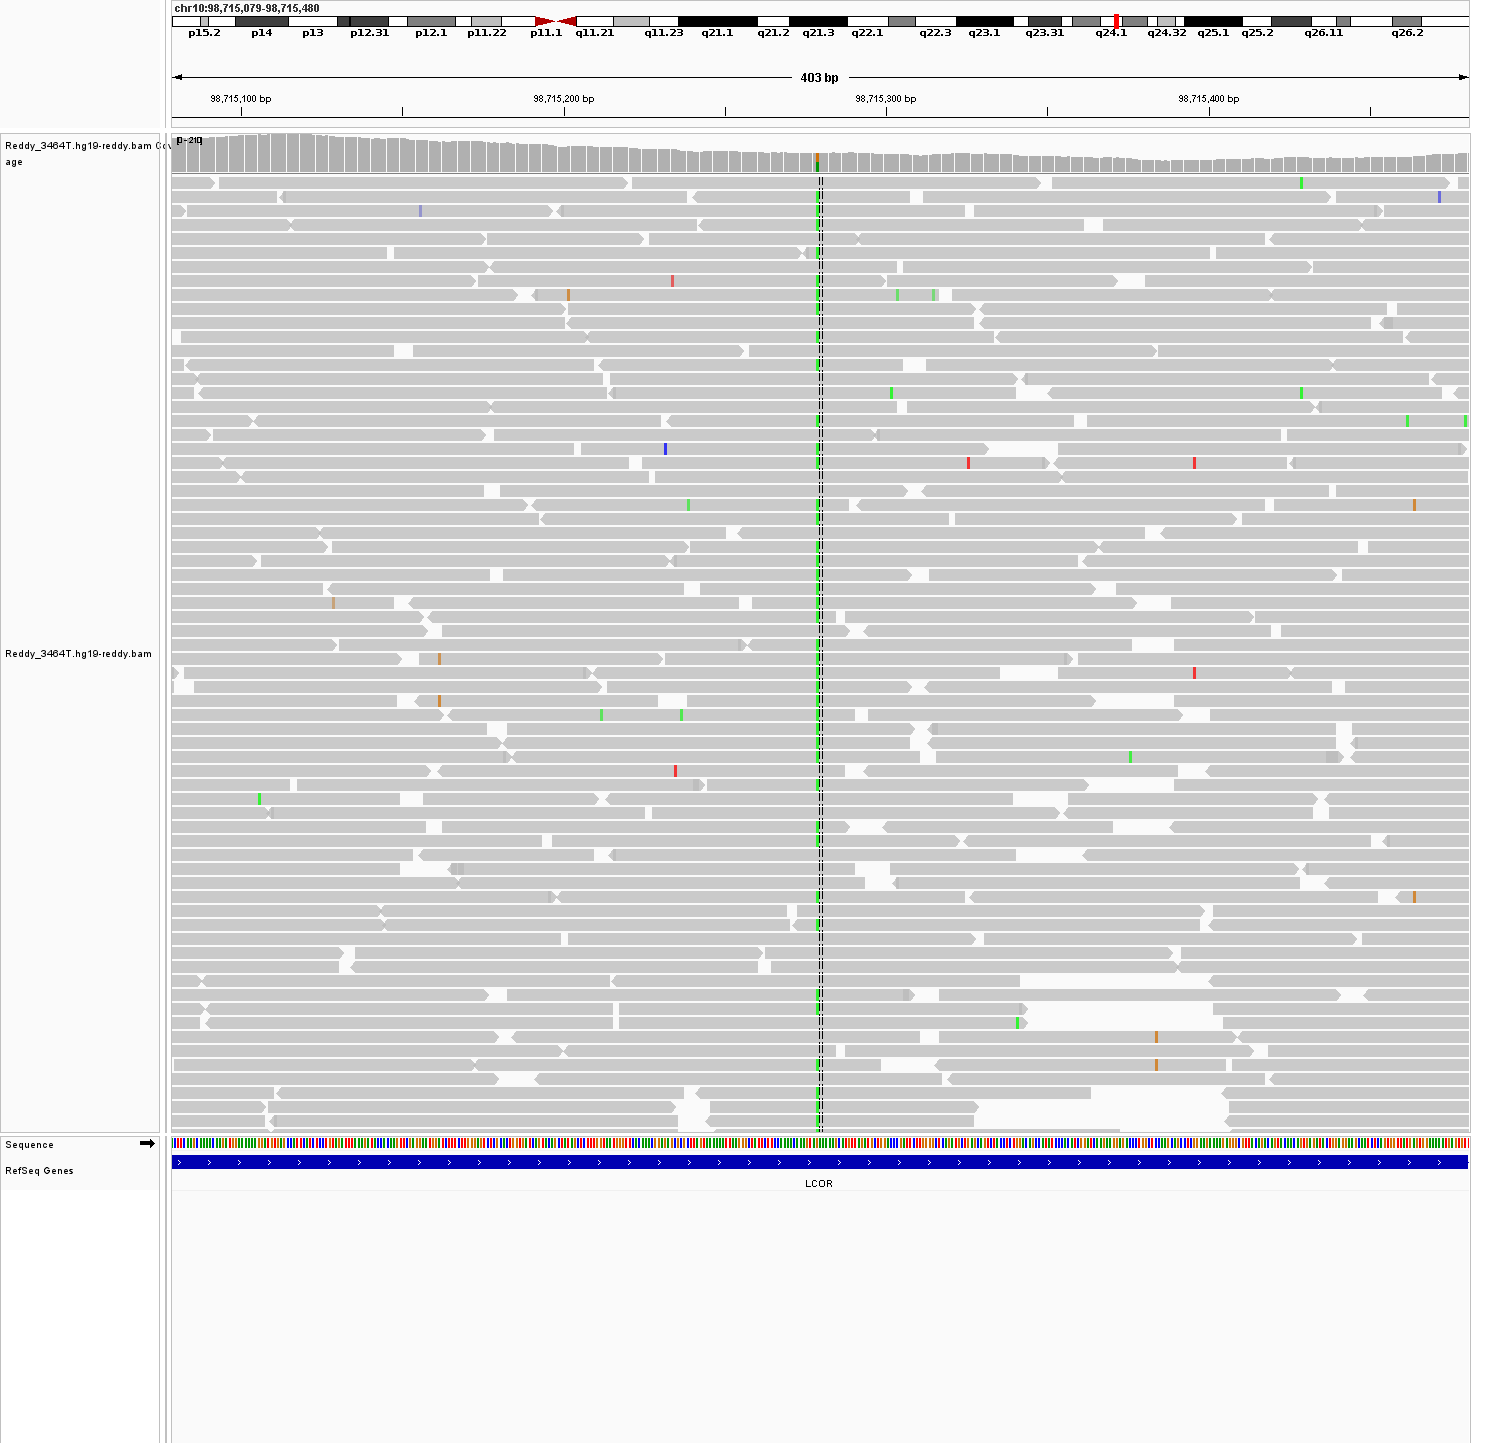 chr10:98,715,079-98,715,480
p15.2 p14 p13 p12.31 p12.1 p11.22 p11.1 q11.21 q11.23 q21.1 q21.2 q21.3 q22.1 q22.3 q23.1 q23.31 q24.1 q24.32 q25.1 q25.2 q26.11 q26.2
403 bp
98,715,100 bp 98,715,200 bp 98,715,300 bp 98,715,400 bp
Reddy_3464T.hg19-reddy.bam Cov
age
[0 - 210]
Reddy_3464T.hg19-reddy.bam
Sequence
RefSeq Genes
LCOR